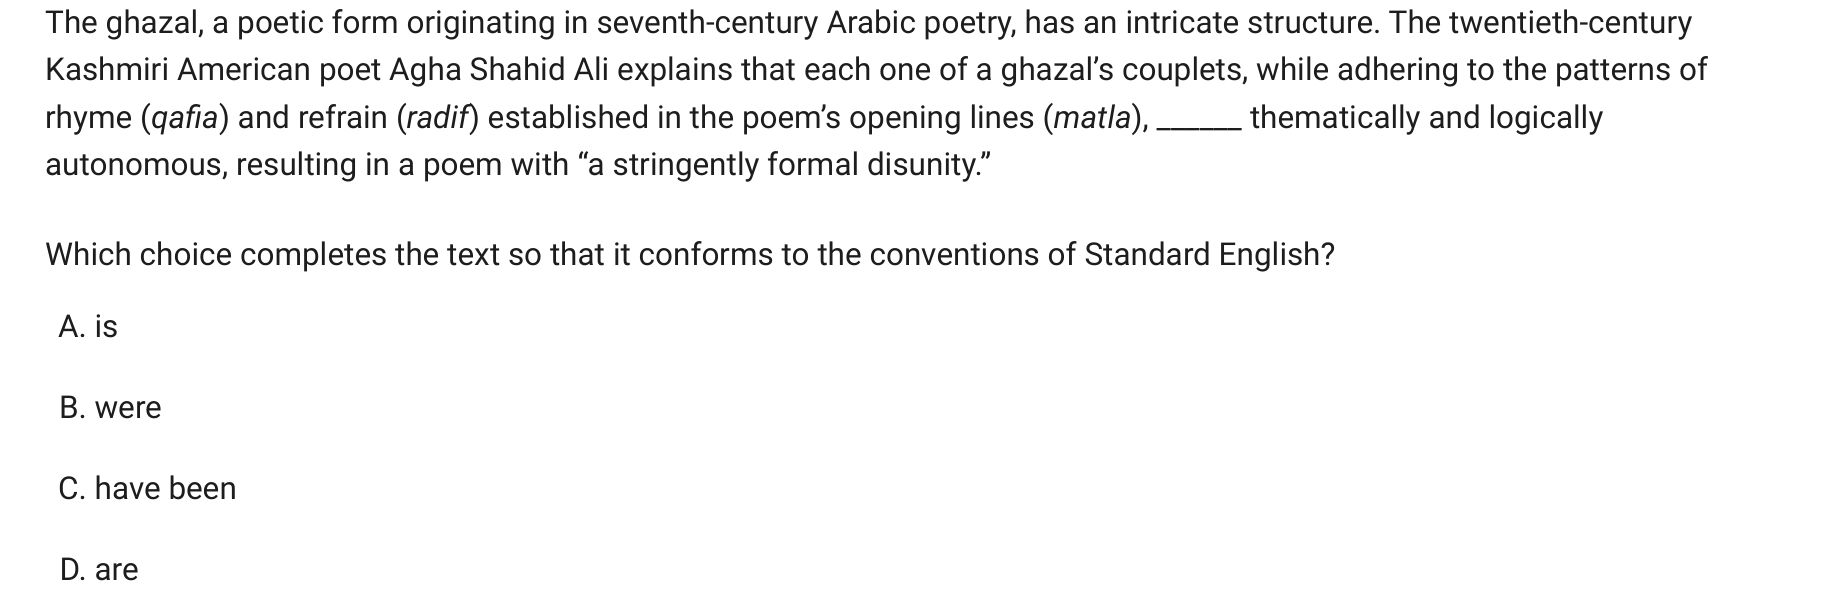 The ghazal, a poetic form originating in seventh-century Arabic poetry, has an intricate structure. The twentieth-century
Kashmiri American poet Agha Shahid Ali explains that each one of a ghazal’s couplets, while adhering to the patterns of
rhyme (qafia) and refrain (radif) established in the poem’s opening lines (matla), ______ thematically and logically
autonomous, resulting in a poem with “a stringently formal disunity.”
Which choice completes the text so that it conforms to the conventions of Standard English?
A. is
B. were
C. have been
D. are